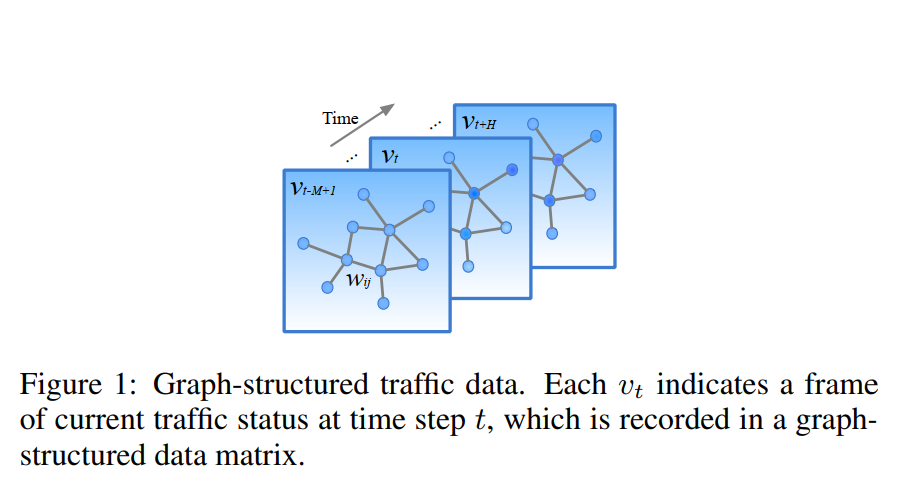 Time
... V_{t+H}
... V_t
V_{t-M+1}
W_{ij}
Figure 1: Graph-structured traffic data. Each v_t indicates a frame
of current traffic status at time step t, which is recorded in a graph-
structured data matrix.